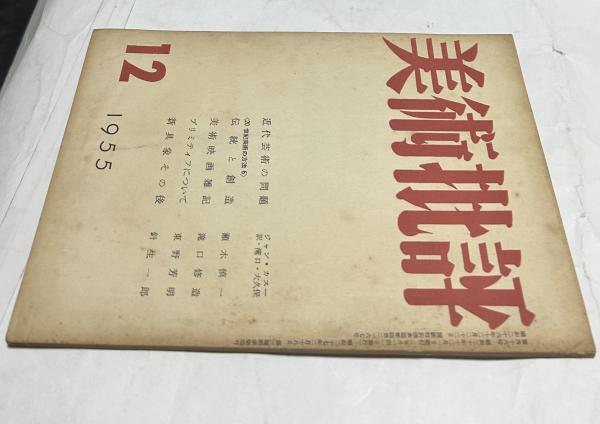 美術批評
12
1955
近代芸術の問題 ジャン・カスー 訳・瀧口・大久保
(20世紀美術の方法 6)
伝統と創造 瀬木慎一
美術映画雑記 瀧口修造
プリミティフについて 東野芳明
新具象その後 針生一郎